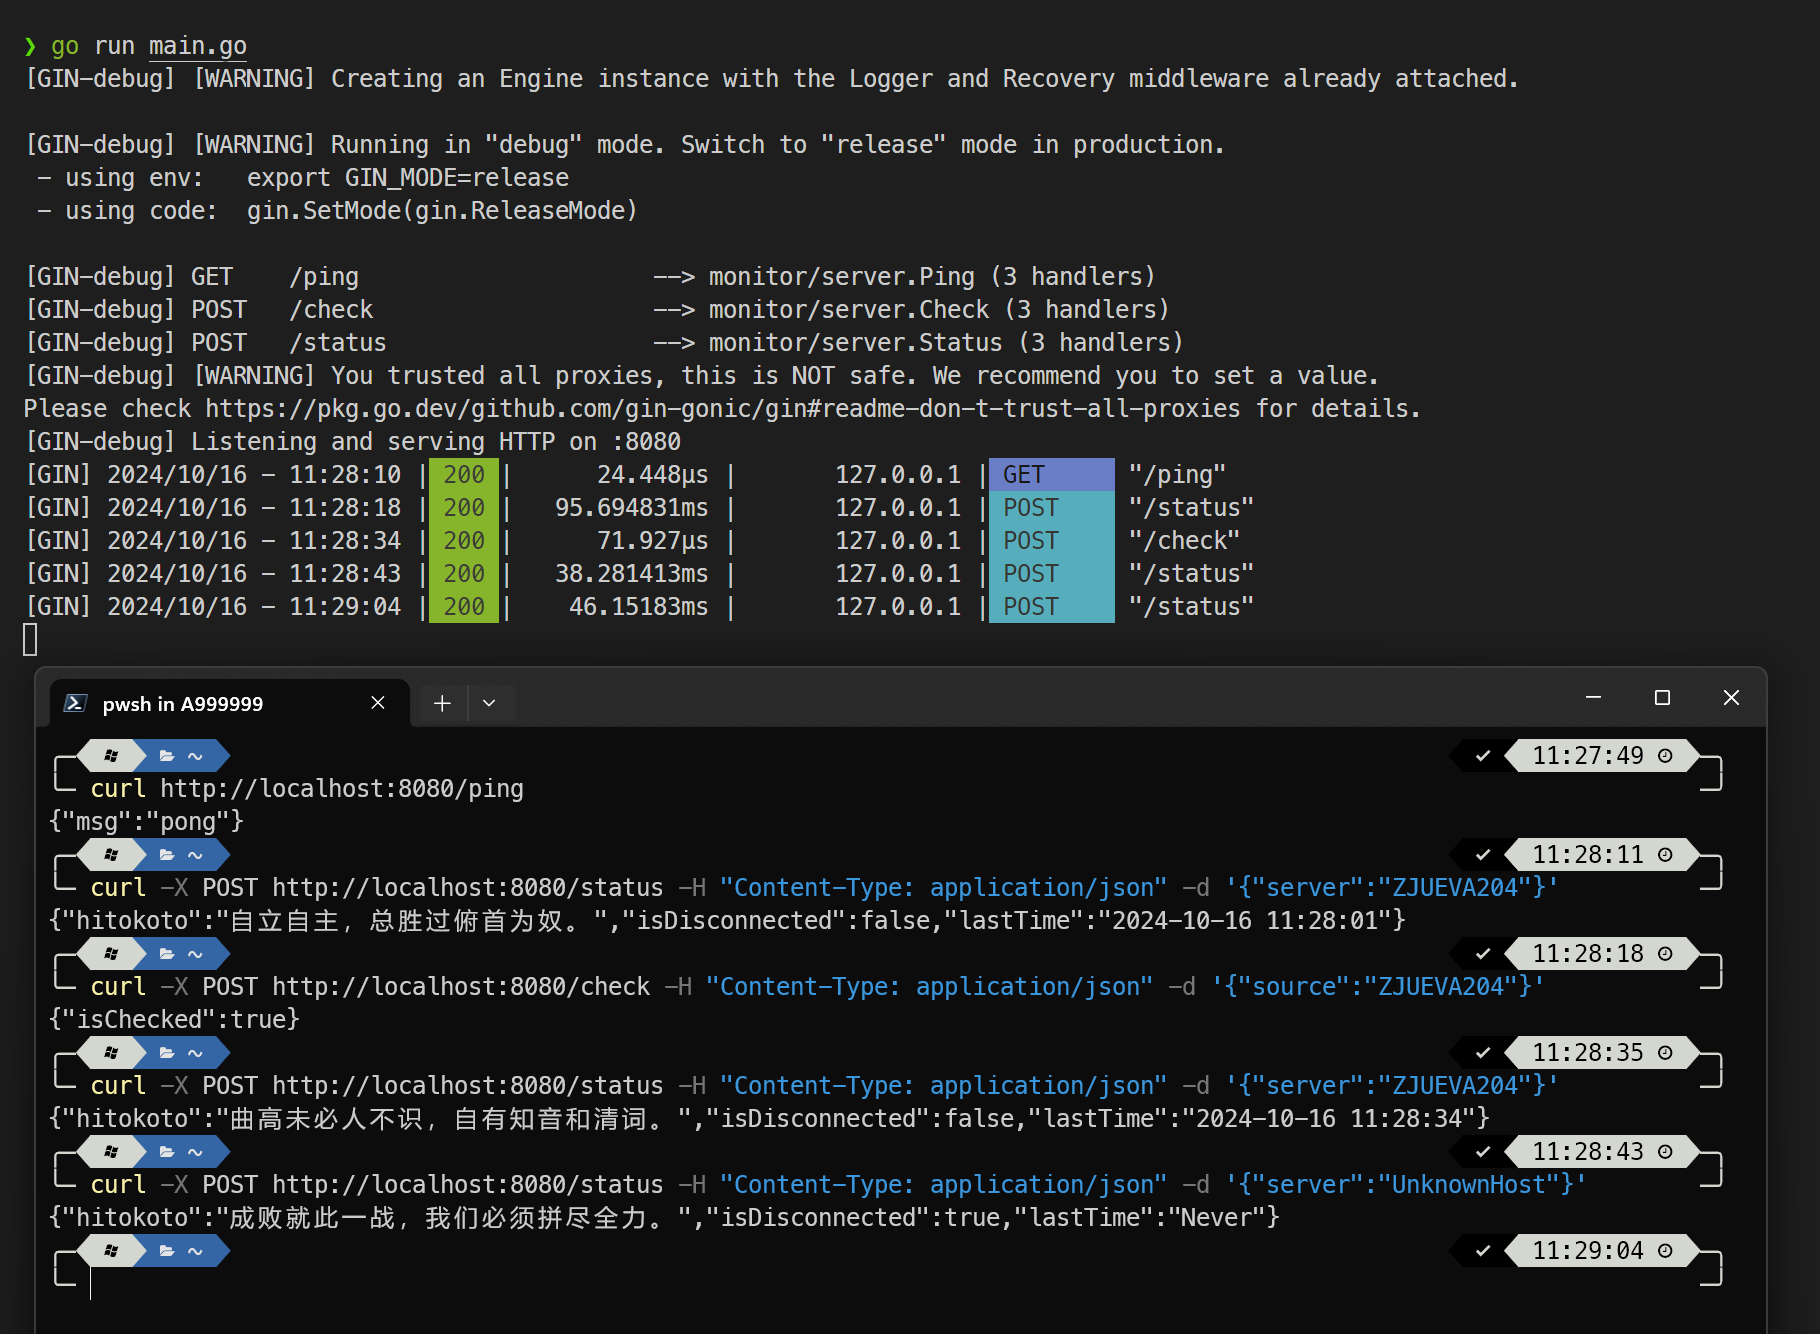 ❯ go run main.go
[GIN-debug] [WARNING] Creating an Engine instance with the Logger and Recovery middleware already attached.
[GIN-debug] [WARNING] Running in "debug" mode. Switch to "release" mode in production.
- using env:   export GIN_MODE=release
- using code:  gin.SetMode(gin.ReleaseMode)
[GIN-debug] GET    /ping                     --> monitor/server.Ping (3 handlers)
[GIN-debug] POST   /check                    --> monitor/server.Check (3 handlers)
[GIN-debug] POST   /status                   --> monitor/server.Status (3 handlers)
[GIN-debug] [WARNING] You trusted all proxies, this is NOT safe. We recommend you to set a value.
Please check https://pkg.go.dev/github.com/gin-gonic/gin#readme-don-t-trust-all-proxies for details.
[GIN-debug] Listening and serving HTTP on :8080
[GIN] 2024/10/16 - 11:28:10 | 200 |      24.448µs |       127.0.0.1 | GET      "/ping"
[GIN] 2024/10/16 - 11:28:18 | 200 |   95.694831ms |       127.0.0.1 | POST     "/status"
[GIN] 2024/10/16 - 11:28:34 | 200 |      71.927µs |       127.0.0.1 | POST     "/check"
[GIN] 2024/10/16 - 11:28:43 | 200 |   38.281413ms |       127.0.0.1 | POST     "/status"
[GIN] 2024/10/16 - 11:29:04 | 200 |    46.15183ms |       127.0.0.1 | POST     "/status"
pwsh in A999999
~ 11:27:49
curl http://localhost:8080/ping
{"msg":"pong"}
~ 11:28:11
curl -X POST http://localhost:8080/status -H "Content-Type: application/json" -d '{"server":"ZJUEVA204"}'
{"hitokoto":"自立自主，总胜过俯首为奴。","isDisconnected":false,"lastTime":"2024-10-16 11:28:01"}
~ 11:28:18
curl -X POST http://localhost:8080/check -H "Content-Type: application/json" -d '{"source":"ZJUEVA204"}'
{"isChecked":true}
~ 11:28:35
curl -X POST http://localhost:8080/status -H "Content-Type: application/json" -d '{"server":"ZJUEVA204"}'
{"hitokoto":"曲高未必人不识，自有知音和清词。","isDisconnected":false,"lastTime":"2024-10-16 11:28:34"}
~ 11:28:43
curl -X POST http://localhost:8080/status -H "Content-Type: application/json" -d '{"server":"UnknownHost"}'
{"hitokoto":"成败就此一战，我们必须拼尽全力。","isDisconnected":true,"lastTime":"Never"}
~ 11:29:04